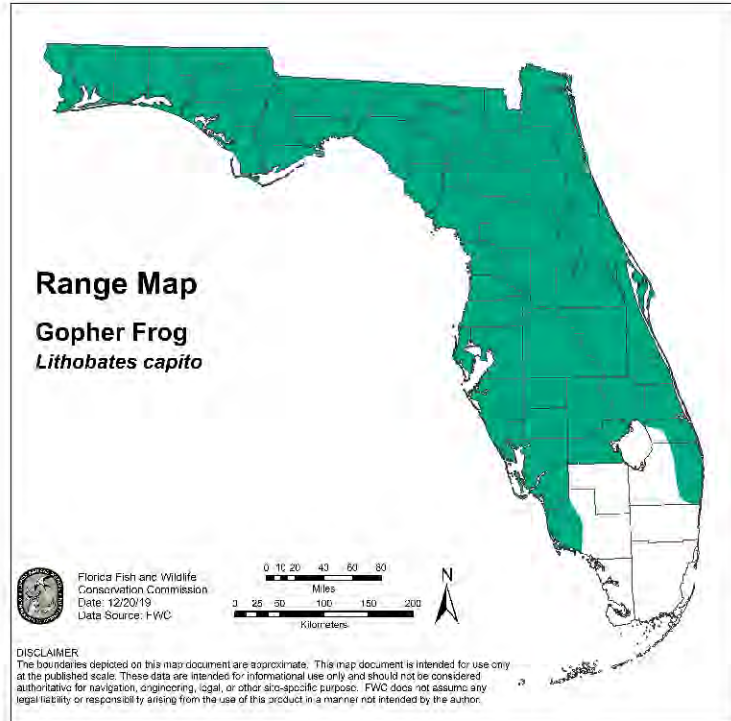 Range Map
Gopher Frog
Lithobates capito
Florica Fish and Wildlife
Conservation Commission
Date: 12/20/19
Data Source: FWC
0 10 20 40 60 80
Miles
0 25 50 100 150 200
Kilometers
N
DISCLAIMER
The boundaries depicted on this map document are approximate. This map document is intended for use only
at the published scale. These data are intended for informational use only and should not be considered
authoritative for navigation, engineering, legal, or other site-specific purpose. FWC does not assume any
legal liability or responsibility arising from the use of this product in a manner not intended by the author.